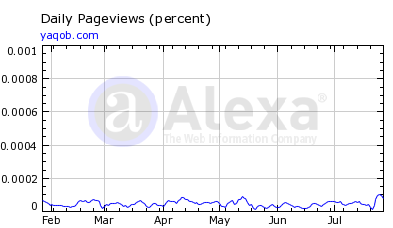 Daily Pageviews (percent)
yaqob.com
0.001
0.0008
0.0006
0.0004
0.0002
0
a Alexa®
The Web Information Company
Feb Mar Apr May Jun Jul